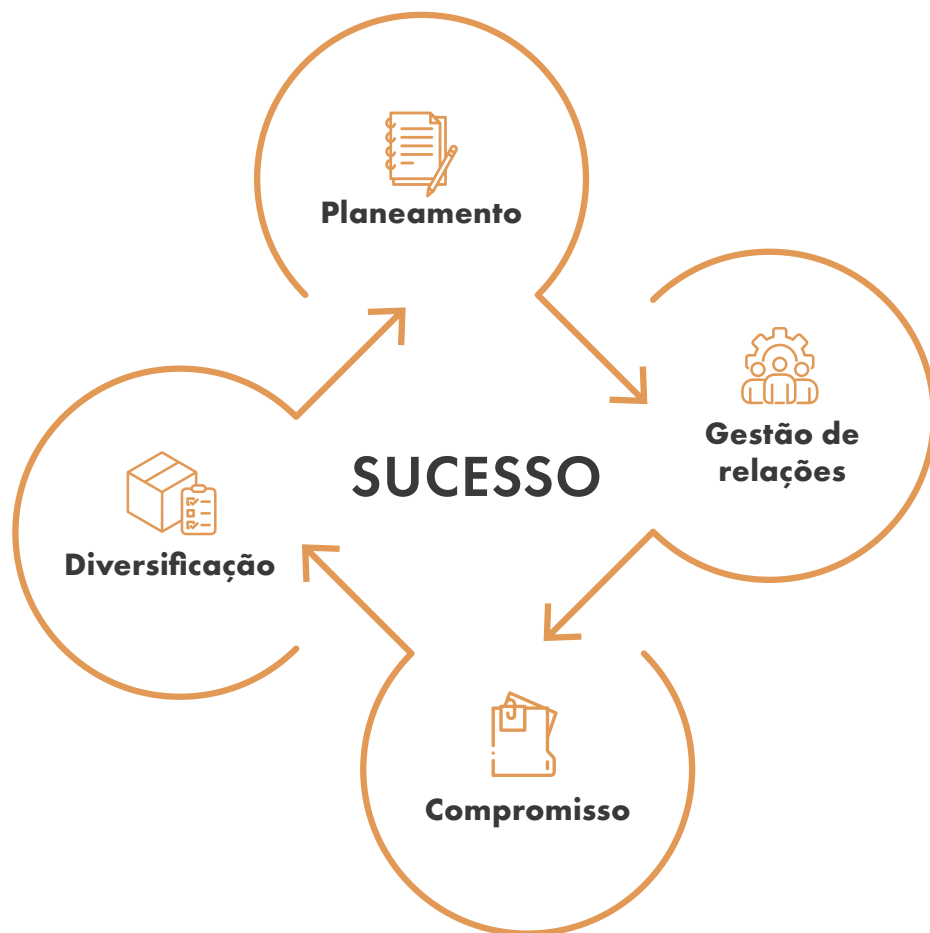 Planeamento
Gestão de
relações
SUCESSO
Diversificação
Compromisso